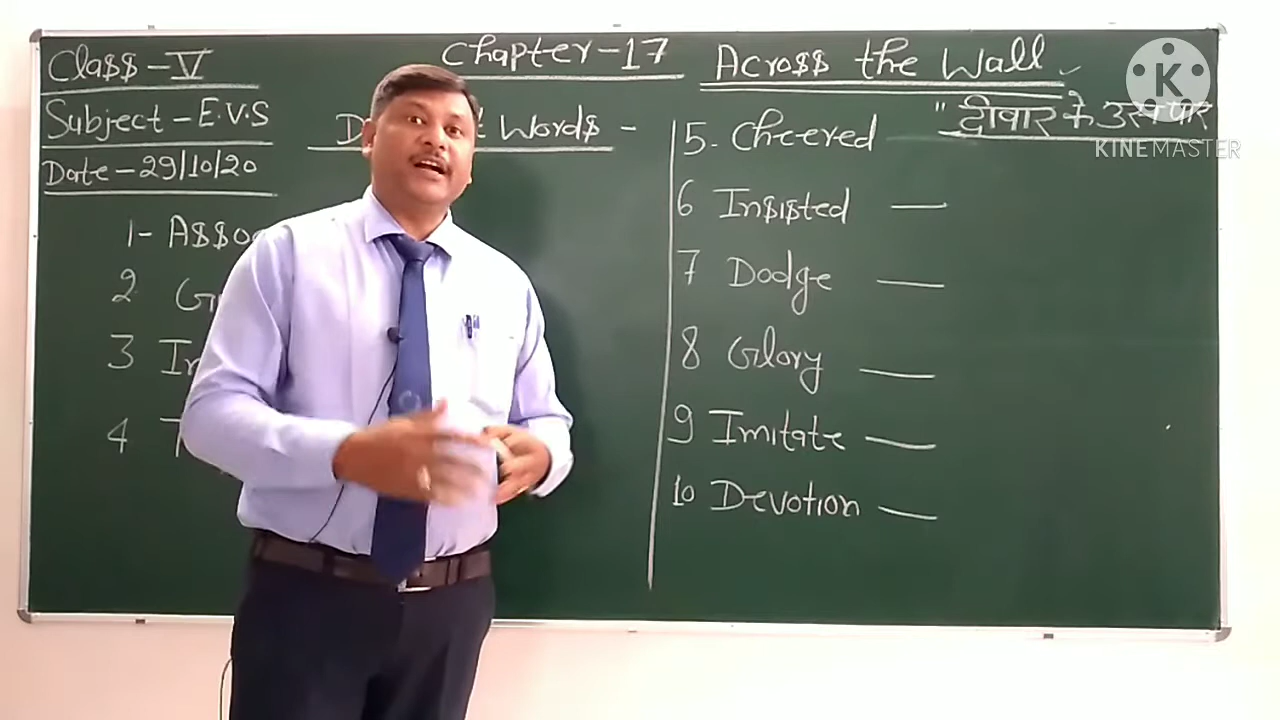 Class - V
Subject - E.V.S
Date - 29/10/20
Chapter - 17
Across the Wall
" दीवार के उस पार
Words -
1-
2
3
4
5. Cheered
6 Insisted —
7 Dodge —
8 Glory —
9 Imitate —
10 Devotion —
K
KINEMASTER